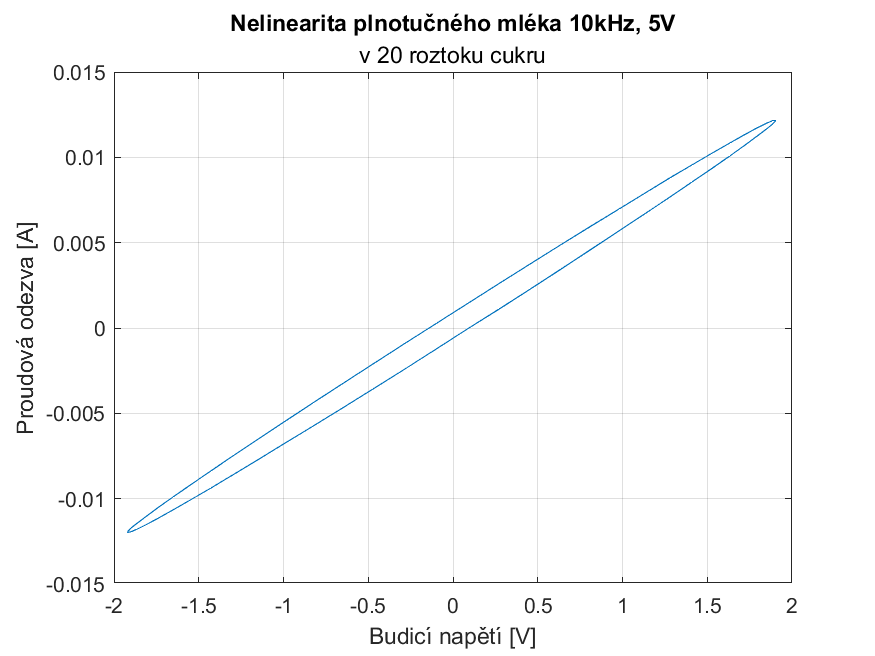 Nelinearita plnotučného mléka 10kHz, 5V
v 20 roztoku cukru
0.015
0.01
0.005
0
-0.005
-0.01
-0.015
Proudová odezva [A]
-2 -1.5 -1 -0.5 0 0.5 1 1.5 2
Budicí napětí [V]